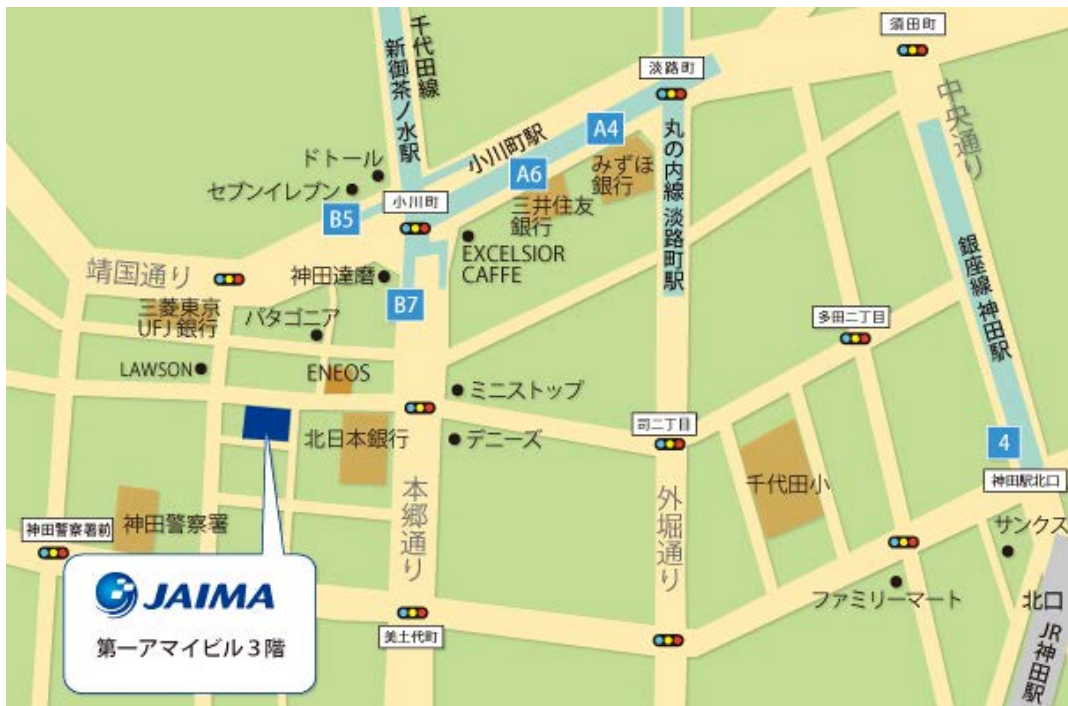 須田町
千代田線
新御茶ノ水駅
淡路町
中央通り
小川町駅
A4
丸の内線 淡路町駅
ドトール
A6
みずほ
銀行
セブンイレブン
小川町
三井住友
銀行
B5
EXCELSIOR
CAFFE
銀座線 神田駅
靖国通り
神田達磨
B7
三菱東京
UFJ銀行
パタゴニア
多田二丁目
LAWSON
ENEOS
ミニストップ
北日本銀行
デニーズ
司二丁目
4
本郷通り
外堀通り
千代田小
神田駅北口
神田警察署前
神田警察署
サンクス
JAIMA
第一アマイビル3階
美土代町
ファミリーマート
北口
JR神田駅